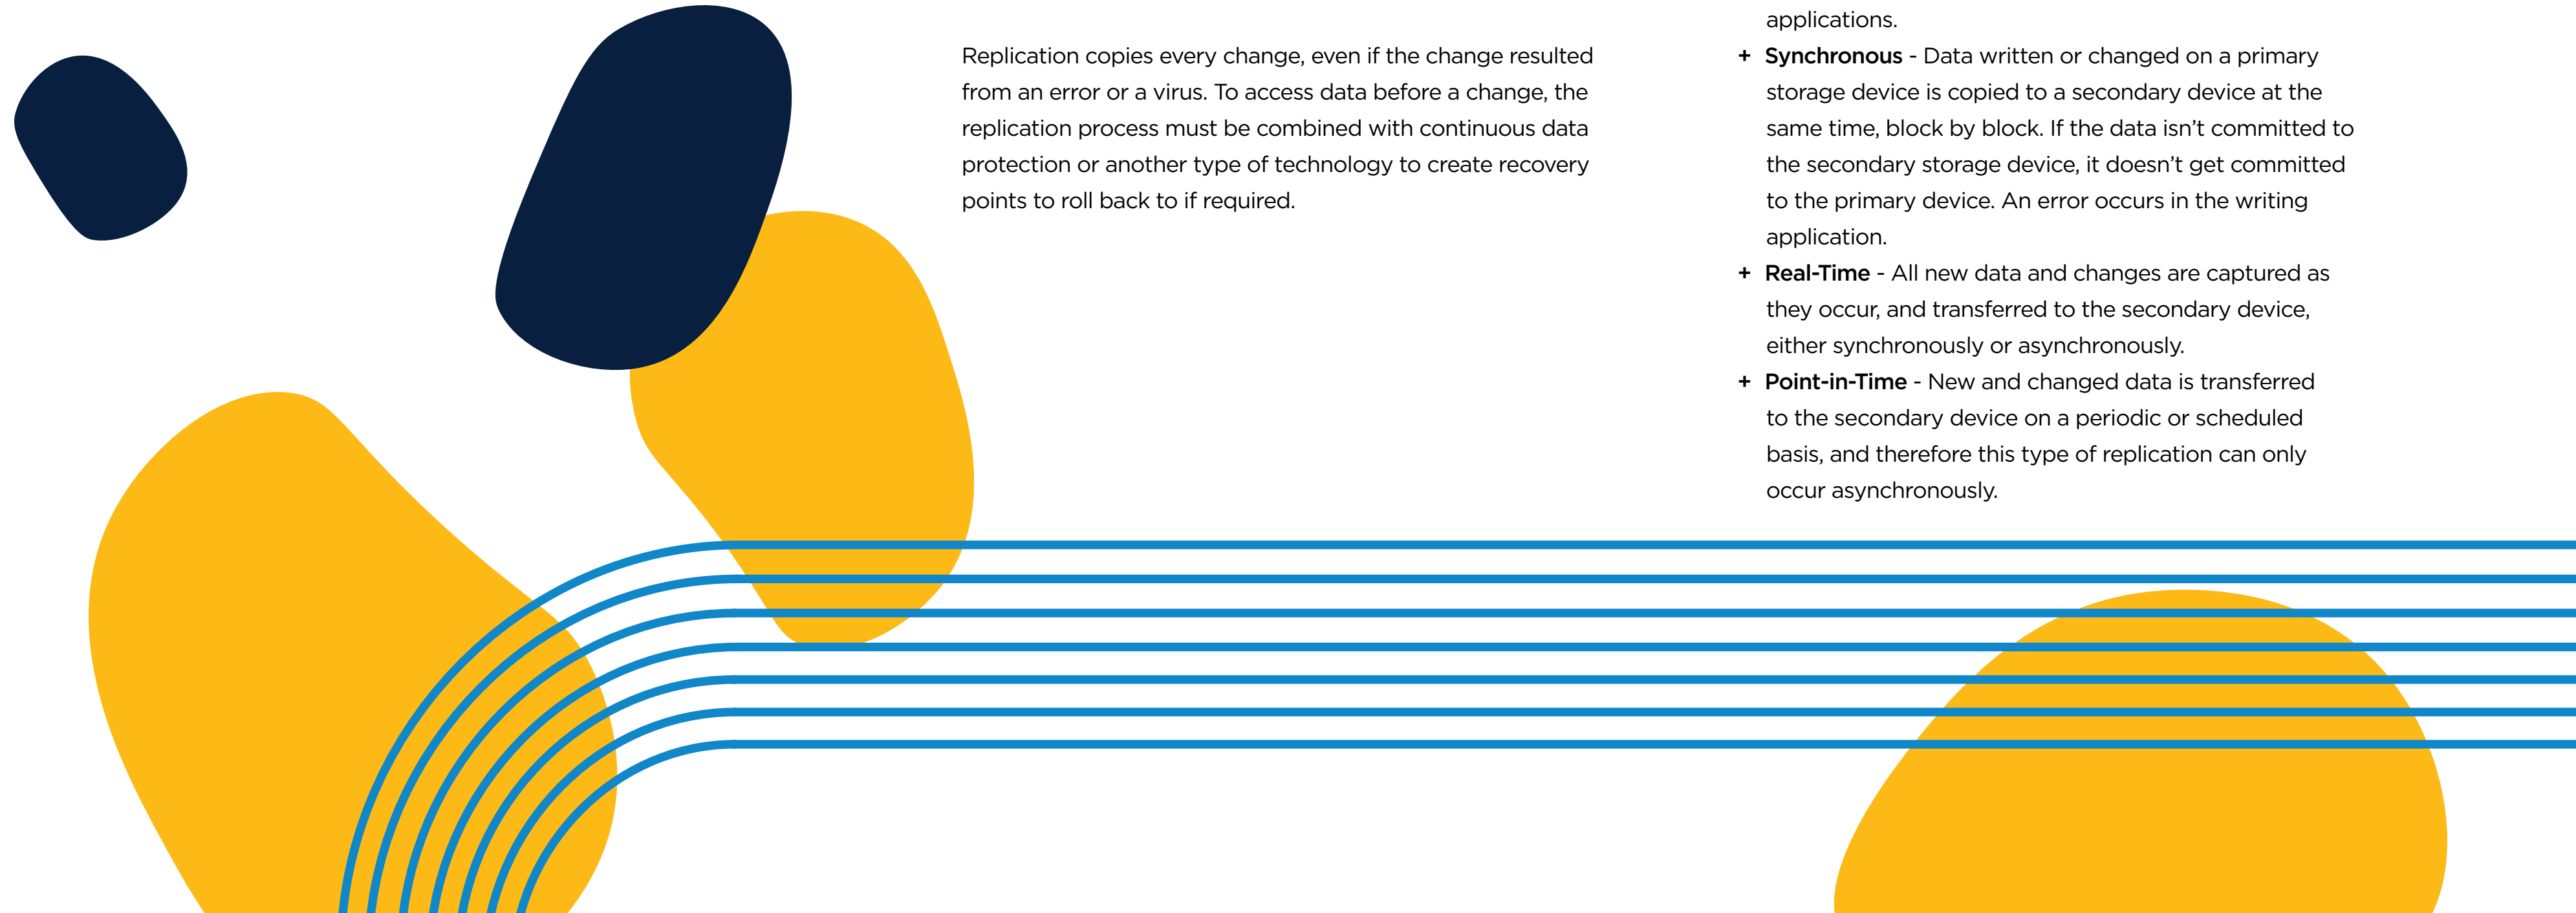 Replication copies every change, even if the change resulted
from an error or a virus. To access data before a change, the
replication process must be combined with continuous data
protection or another type of technology to create recovery
points to roll back to if required.
applications.
+ Synchronous - Data written or changed on a primary
storage device is copied to a secondary device at the
same time, block by block. If the data isn’t committed to
the secondary storage device, it doesn’t get committed
to the primary device. An error occurs in the writing
application.
+ Real-Time - All new data and changes are captured as
they occur, and transferred to the secondary device,
either synchronously or asynchronously.
+ Point-in-Time - New and changed data is transferred
to the secondary device on a periodic or scheduled
basis, and therefore this type of replication can only
occur asynchronously.